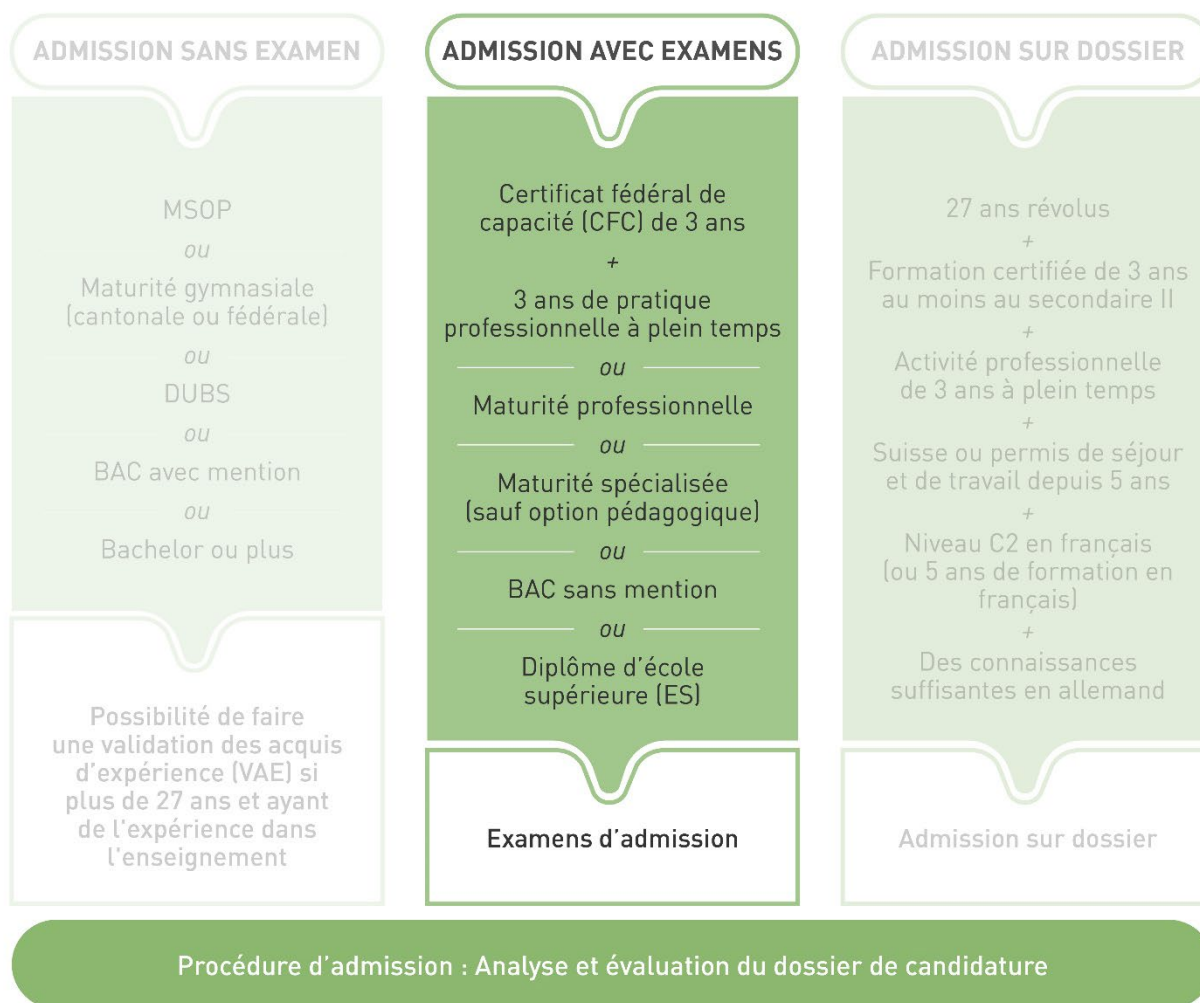 ADMISSION SANS EXAMEN
MSOP
ou
Maturité gymnasiale
(cantonale ou fédérale)
ou
DUBS
ou
BAC avec mention
ou
Bachelor ou plus
Possibilité de faire
une validation des acquis
d’expérience (VAE) si
plus de 27 ans et ayant
de l'expérience dans
l'enseignement
ADMISSION AVEC EXAMENS
Certificat fédéral de
capacité (CFC) de 3 ans
+
3 ans de pratique
professionnelle à plein temps
ou
Maturité professionnelle
ou
Maturité spécialisée
(sauf option pédagogique)
ou
BAC sans mention
ou
Diplôme d’école
supérieure (ES)
Examens d’admission
ADMISSION SUR DOSSIER
27 ans révolus
+
Formation certifiée de 3 ans
au moins au secondaire II
+
Activité professionnelle
de 3 ans à plein temps
+
Suisse ou permis de séjour
et de travail depuis 5 ans
+
Niveau C2 en français
(ou 5 ans de formation en
français)
+
Des connaissances
suffisantes en allemand
Admission sur dossier
Procédure d’admission : Analyse et évaluation du dossier de candidature